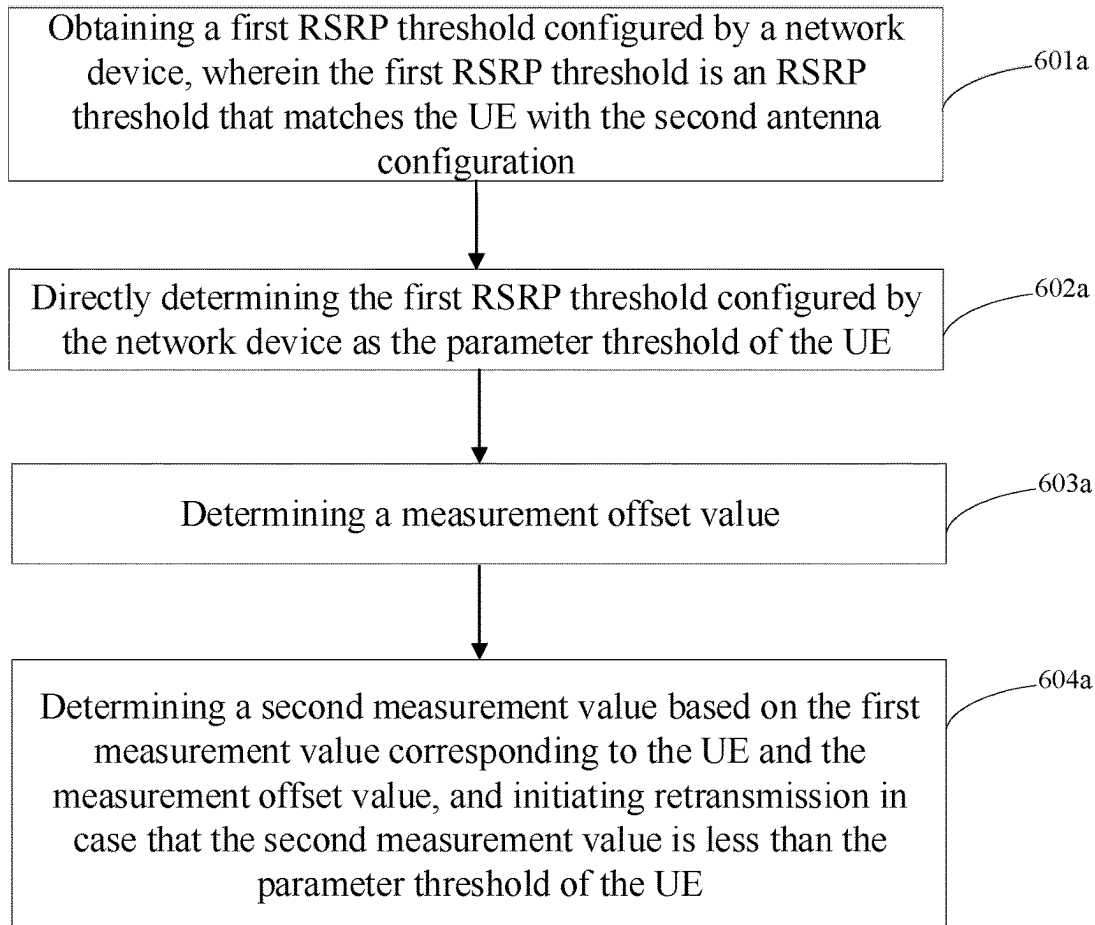 Obtaining a first RSRP threshold configured by a network
device, wherein the first RSRP threshold is an RSRP
threshold that matches the UE with the second antenna
configuration
601a
Directly determining the first RSRP threshold configured by
the network device as the parameter threshold of the UE
602a
Determining a measurement offset value
603a
Determining a second measurement value based on the first
measurement value corresponding to the UE and the
measurement offset value, and initiating retransmission in
case that the second measurement value is less than the
parameter threshold of the UE
604a